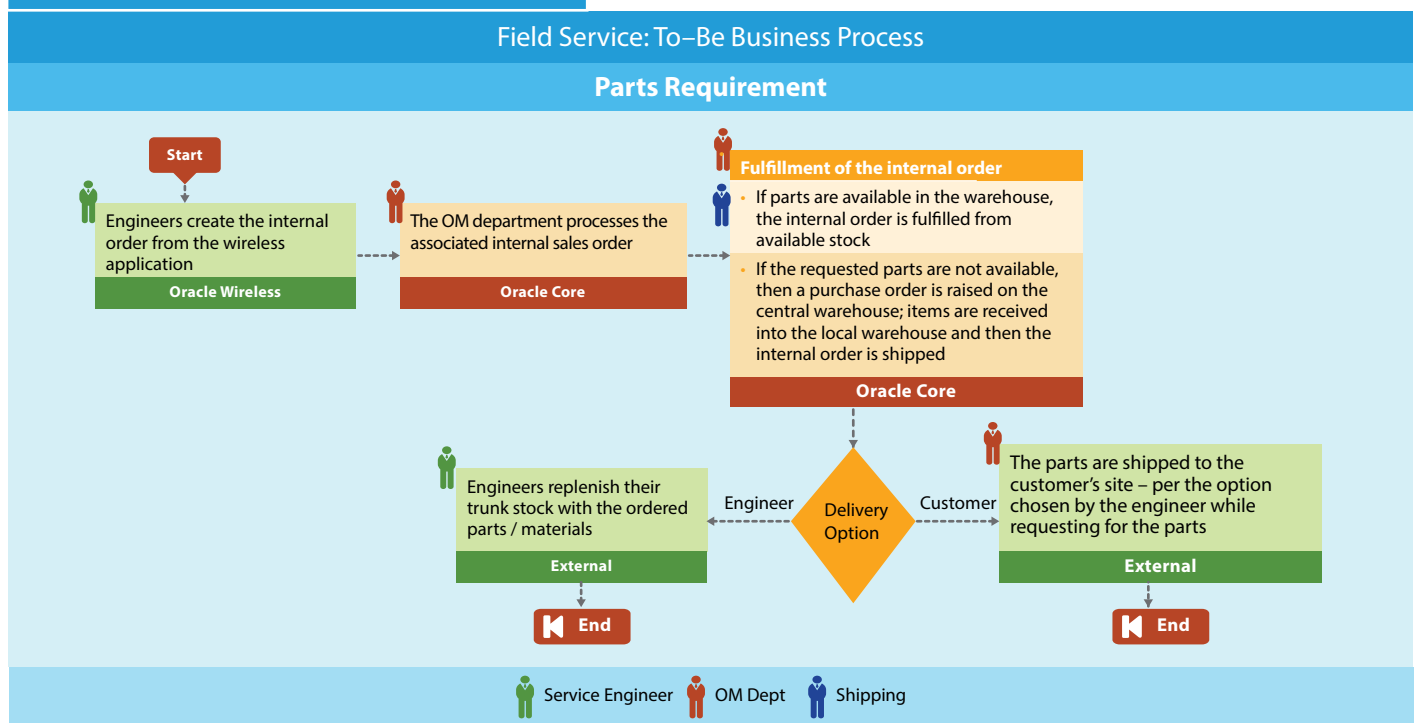 Field Service: To–Be Business Process
Parts Requirement
Start
Engineers create the internal
order from the wireless
application
Oracle Wireless
The OM department processes the
associated internal sales order
Oracle Core
Fulfillment of the internal order
• If parts are available in the warehouse,
the internal order is fulfilled from
available stock
• If the requested parts are not available,
then a purchase order is raised on the
central warehouse; items are received
into the local warehouse and then the
internal order is shipped
Oracle Core
Engineers replenish their
trunk stock with the ordered
parts / materials
External
End
Engineer
Delivery
Option
Customer
The parts are shipped to the
customer's site – per the option
chosen by the engineer while
requesting for the parts
External
End
Service Engineer
OM Dept
Shipping